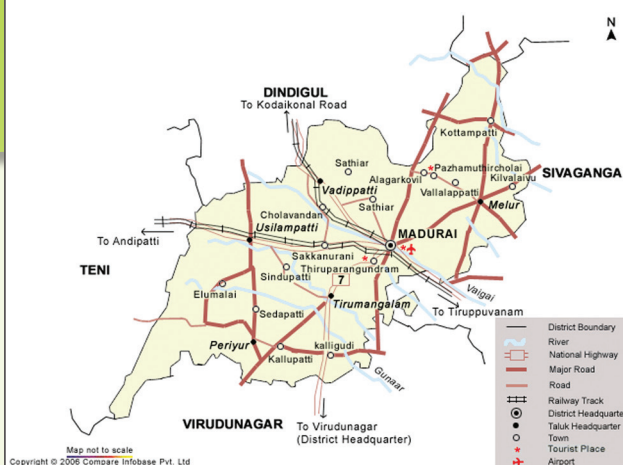 N
DINDIGUL
To Kodaikonal Road
Kottampatti
Sathiar
Pazhamuthircholai
Alagarkovil
Kilvalaivu
SIVAGANGA
Vadippatti
Vallalappatti
Sathiar
Melur
Cholavandan
Usilampatti
MADURAI
To Andipatti
Sakkanurani
Thiruparangundram
TENI
Sindupatti
7
Vaigai
Elumalai
Tirumangalam
To Tiruppuvanam
Sedapatti
Periyur
kalligudi
Kallupatti
Gunaar
VIRUDUNAGAR
To Virudunagar
(District Headquarter)
District Boundary
River
National Highway
Major Road
Road
Railway Track
District Headquarte
Taluk Headquarter
Town
Tourist Place
Airport
Map not to scale
Copyright © 2006 Compare Infobase Pvt. Ltd